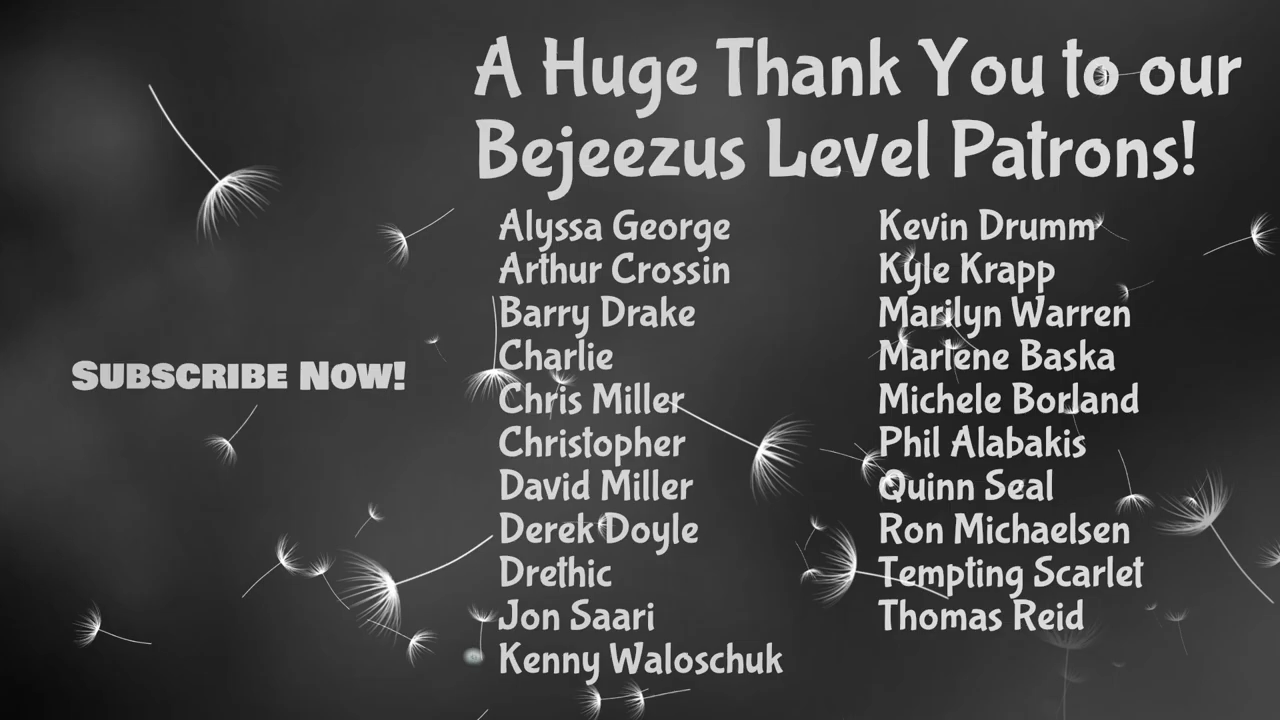 A Huge Thank You to our
Bejeezus Level Patrons!
Subscribe Now!
Alyssa George
Arthur Crossin
Barry Drake
Charlie
Chris Miller
Christopher
David Miller
Derek Doyle
Drethic
Jon Saari
Kenny Waloschuk
Kevin Drumm
Kyle Krapp
Marilyn Warren
Marlene Baska
Michele Borland
Phil Alabakis
Quinn Seal
Ron Michaelsen
Tempting Scarlet
Thomas Reid